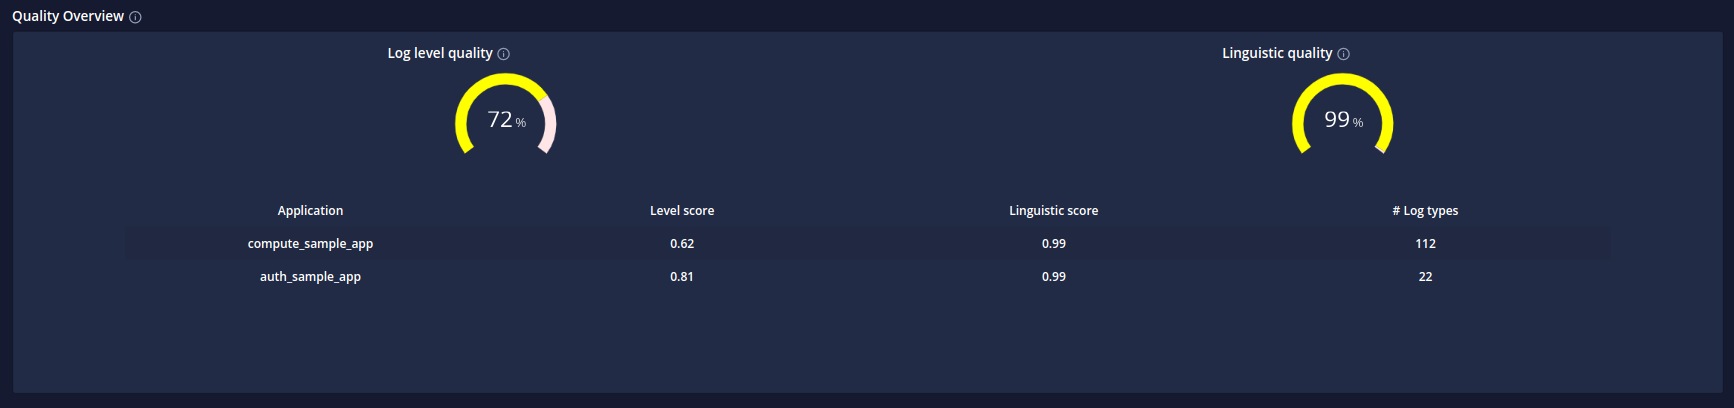 Quality Overview
Log level quality
Linguistic quality
72 %
99 %
Application Level score Linguistic score # Log types
compute_sample_app 0.62 0.99 112
auth_sample_app 0.81 0.99 22